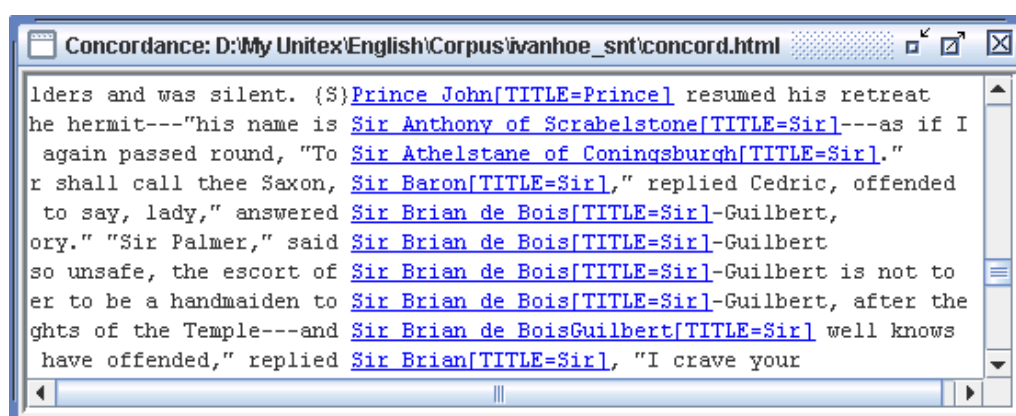 Concordance: D:\My Unitex\English\Corpus\ivanhoe_snt\concord.html
lders and was silent. {S}Prince John[TITLE=Prince] resumed his retreat
he hermit---"his name is Sir Anthony of Scrabelstone[TITLE=Sir]---as if I
again passed round, "To Sir Athelstane of Coningsburgh[TITLE=Sir]."
r shall call thee Saxon, Sir Baron[TITLE=Sir]," replied Cedric, offended
to say, lady," answered Sir Brian de Bois[TITLE=Sir]-Guilbert,
ory." "Sir Palmer," said Sir Brian de Bois[TITLE=Sir]-Guilbert
so unsafe, the escort of Sir Brian de Bois[TITLE=Sir]-Guilbert is not to
er to be a handmaiden to Sir Brian de Bois[TITLE=Sir]-Guilbert, after the
ghts of the Temple---and Sir Brian de BoisGuilbert[TITLE=Sir] well knows
have offended," replied Sir Brian[TITLE=Sir], "I crave your